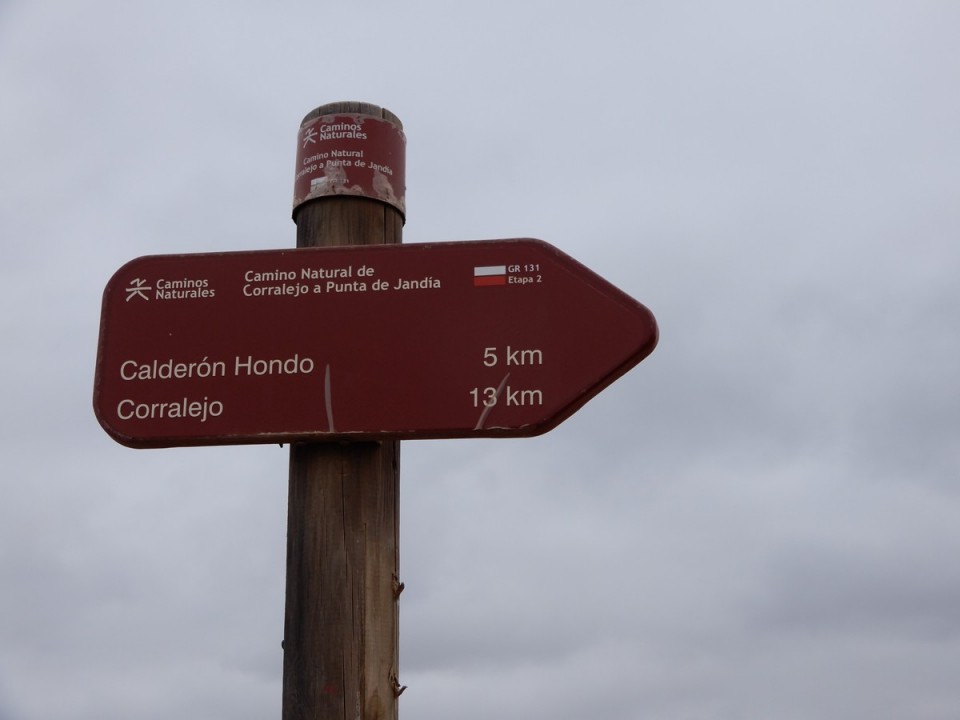 Caminos
Naturales
Camino Natural
Corralejo a Punta de Jandía
Caminos
Naturales
Camino Natural de
Corralejo a Punta de Jandía
GR 131
Etapa 2
Calderón Hondo 5 km
Corralejo 13 km